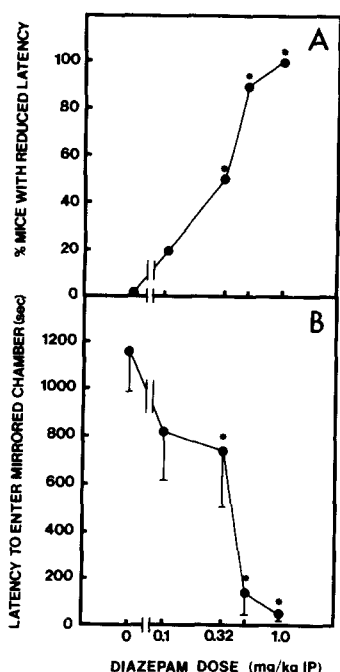 A
% MICE WITH REDUCED LATENCY
100
80
60
40
20
0
B
LATENCY TO ENTER MIRRORED CHAMBER (sec)
1200
1000
800
600
400
200
0
0 0.1 0.32 1.0
DIAZEPAM DOSE (mg/kg IP)